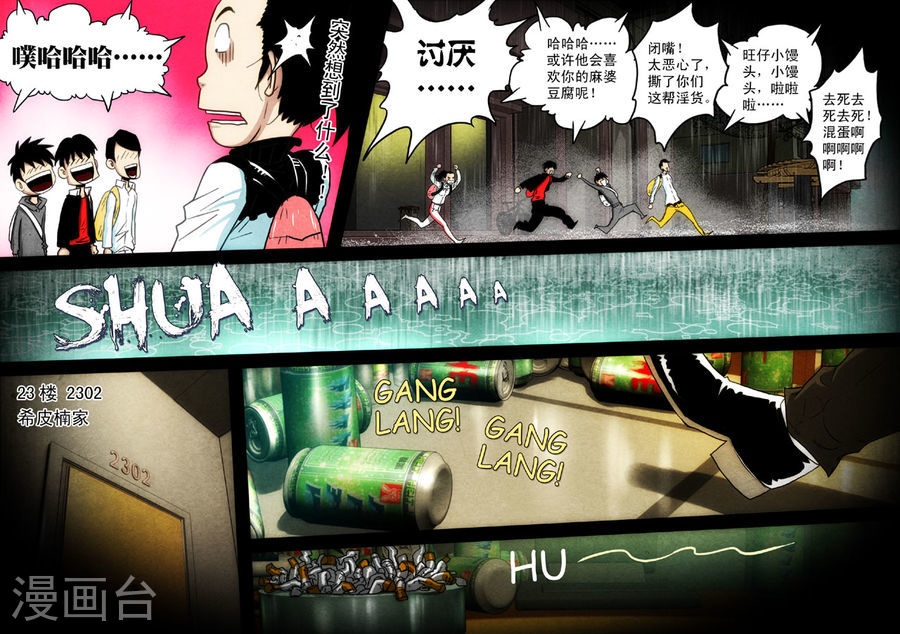 噗哈哈哈……
突然想到了什么！！
讨厌
……
哈哈哈……
或许他会喜
欢你的麻婆
豆腐呢！
闭嘴！
太恶心了，
撕了你们
这帮淫货。
旺仔小馒
头，小馒
头，啦啦
啦……
去死去
死去死！
混蛋啊
啊啊啊
啊！
SHUA A A A A A
23 楼 2302
希皮楠家
2302
GANG
LANG!
GANG
LANG!
HU
漫画台